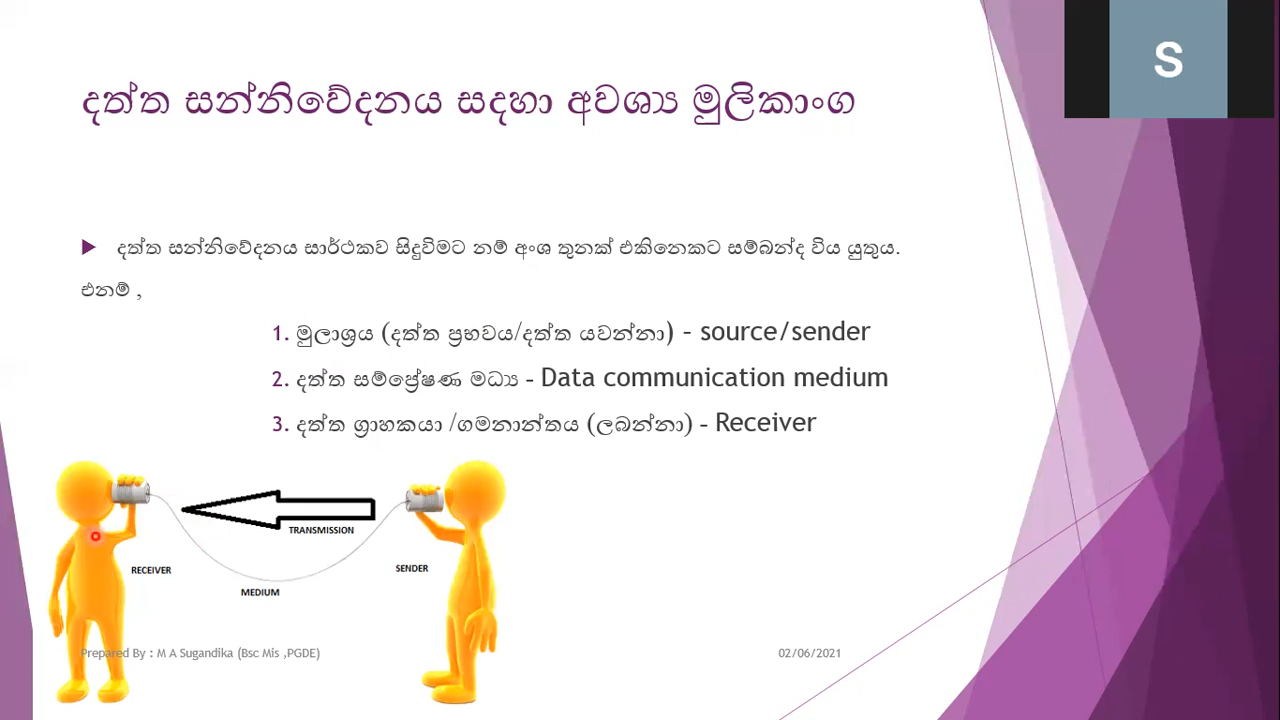 S
දත්ත සන්නිවේදනය සදහා අවශ්‍ය මුලිකාංග
දත්ත සන්නිවේදනය සාර්ථකව සිදුවිමට නම් අංශ තුනක් එකිනෙකට සම්බන්ද විය යුතුය.
එනම් ,
1. මුලාශ්‍රය (දත්ත ප්‍රභවය/දත්ත යවන්නා) - source/sender
2. දත්ත සම්ප්‍රේෂණ මධ්‍ය - Data communication medium
3. දත්ත ග්‍රාහකයා /ගමනාන්තය (ලබන්නා) - Receiver
TRANSMISSION
RECEIVER
SENDER
MEDIUM
Prepared By : M A Sugandika (Bsc Mis ,PGDE)
02/06/2021